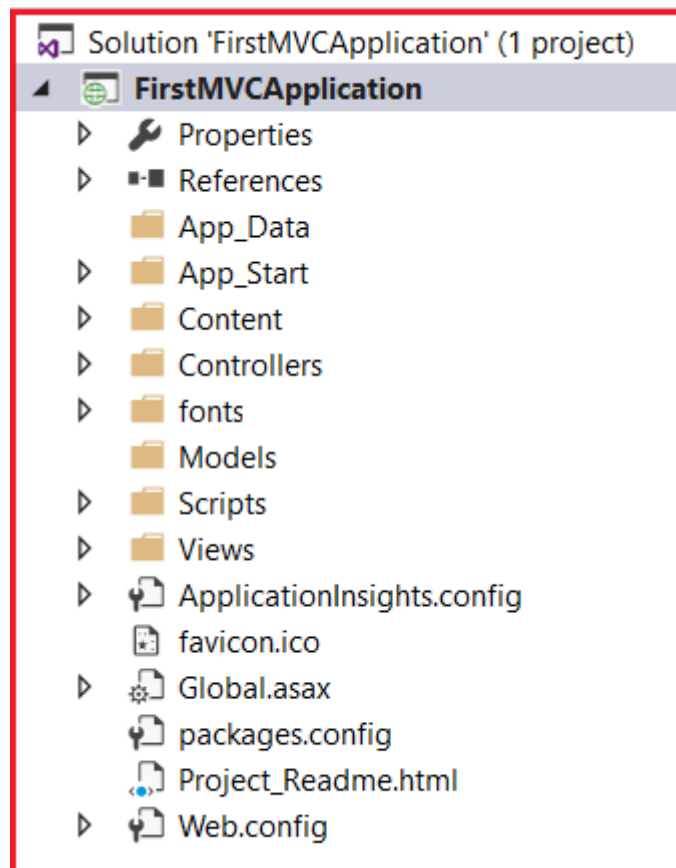 Solution 'FirstMVCApplication' (1 project)
FirstMVCApplication
Properties
References
App_Data
App_Start
Content
Controllers
fonts
Models
Scripts
Views
ApplicationInsights.config
favicon.ico
Global.asax
packages.config
Project_Readme.html
Web.config